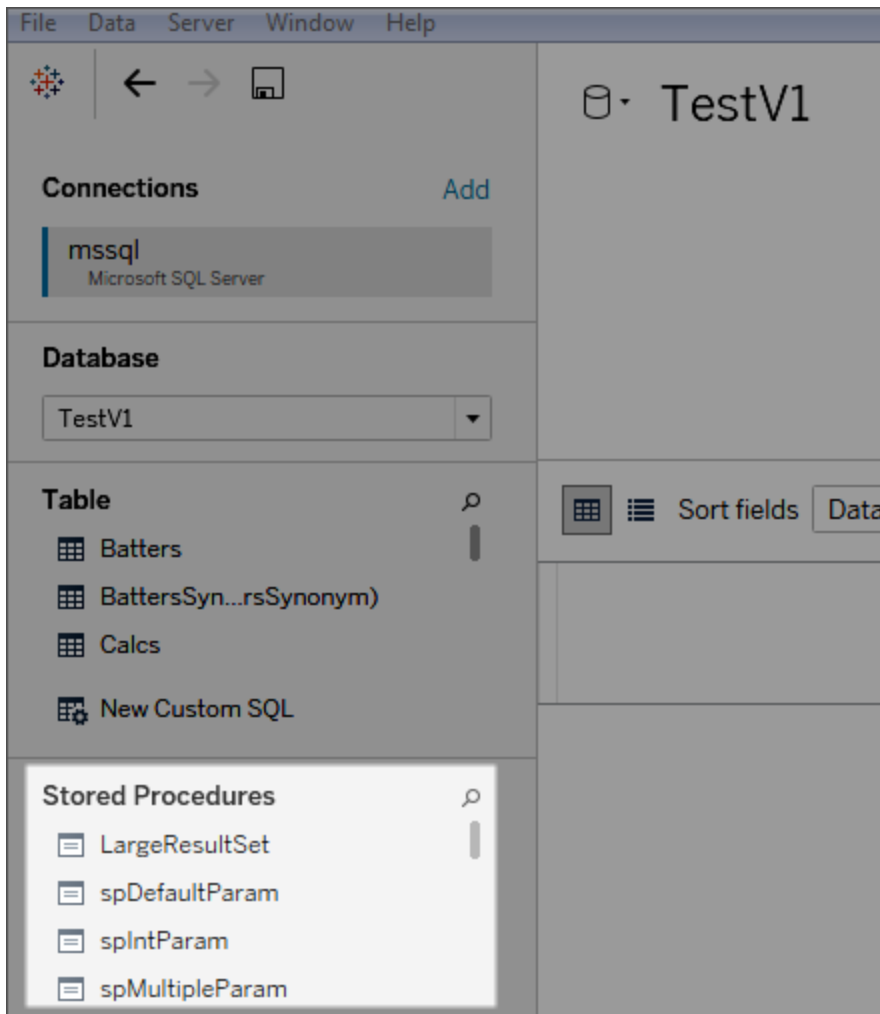 File Data Server Window Help
TestV1
Connections Add
mssql
Microsoft SQL Server
Database
TestV1
Table
Batters
BattersSyn...rsSynonym)
Calcs
New Custom SQL
Sort fields Data
Stored Procedures
LargeResultSet
spDefaultParam
spIntParam
spMultipleParam